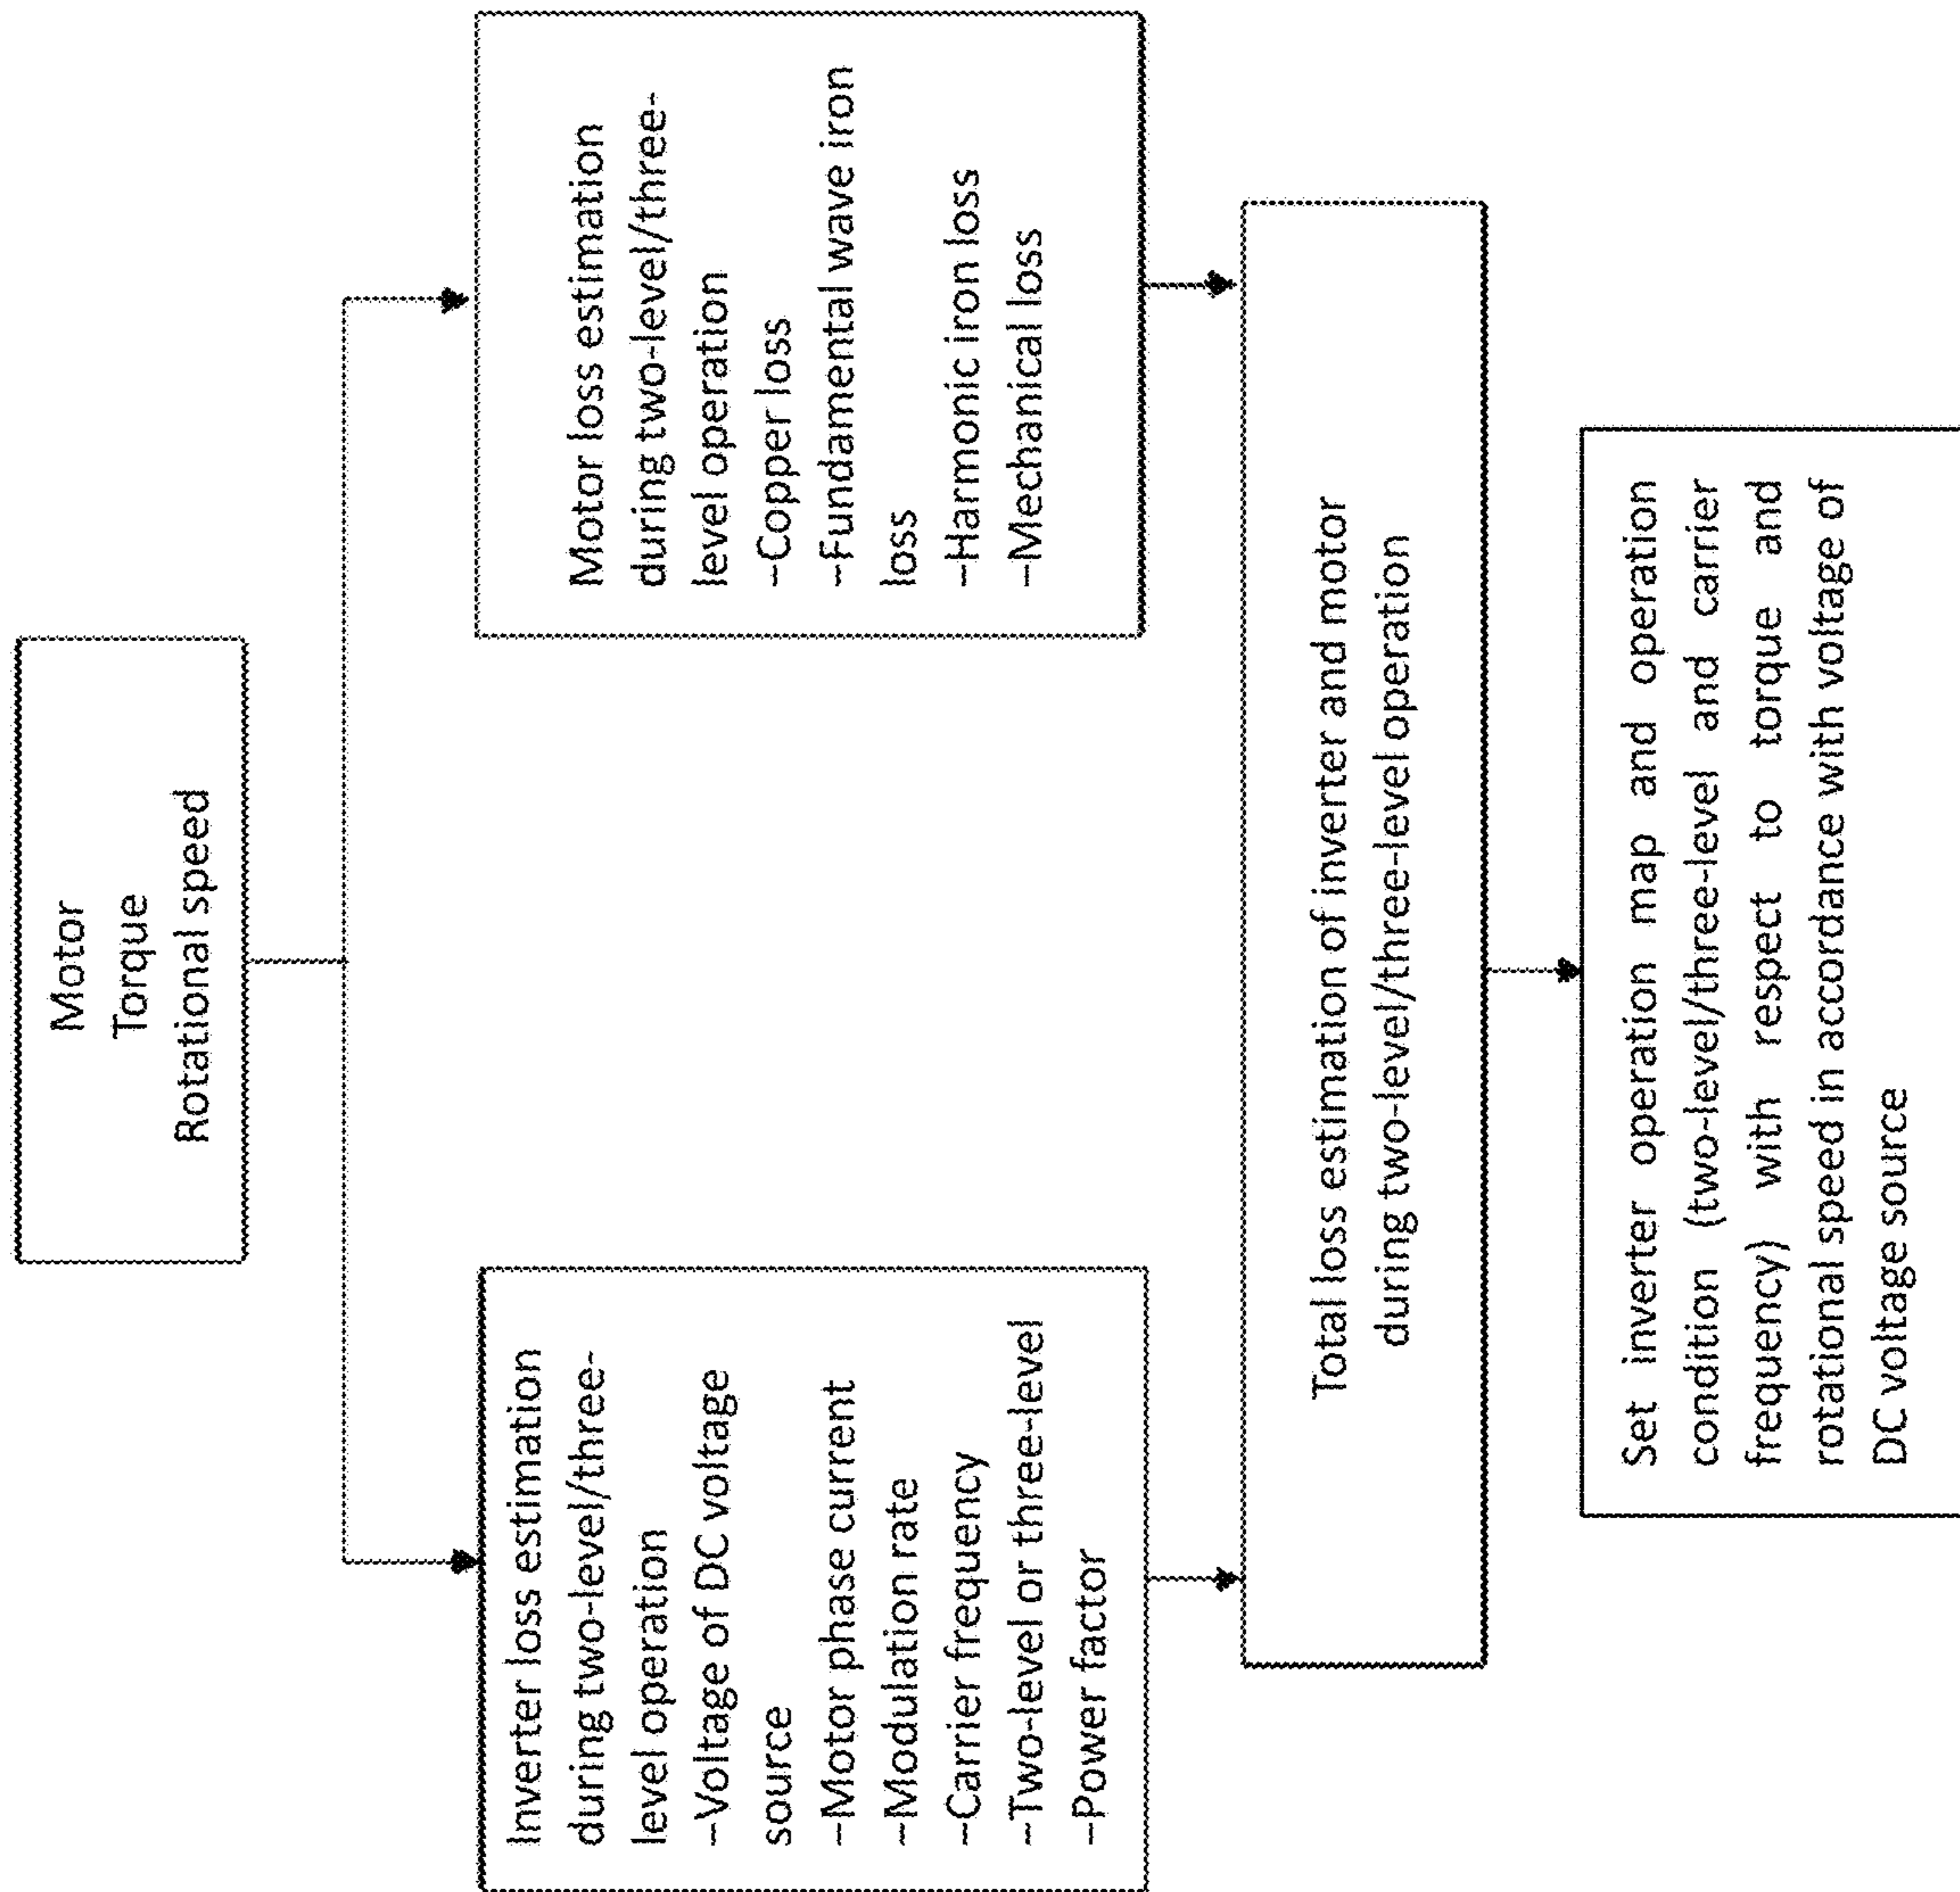 Motor
Torque
Rotational speed
Inverter loss estimation
during two-level/three-
level operation
-Voltage of DC voltage
source
-Motor phase current
-Modulation rate
-Carrier frequency
-Two-level or three-level
-Power factor
Motor loss estimation
during two-level/three-
level operation
-Copper loss
-Fundamental wave iron
loss
-Harmonic iron loss
-Mechanical loss
Total loss estimation of inverter and motor
during two-level/three-level operation
Set inverter operation map and operation
condition (two-level/three-level and carrier
frequency) with respect to torque and
rotational speed in accordance with voltage of
DC voltage source